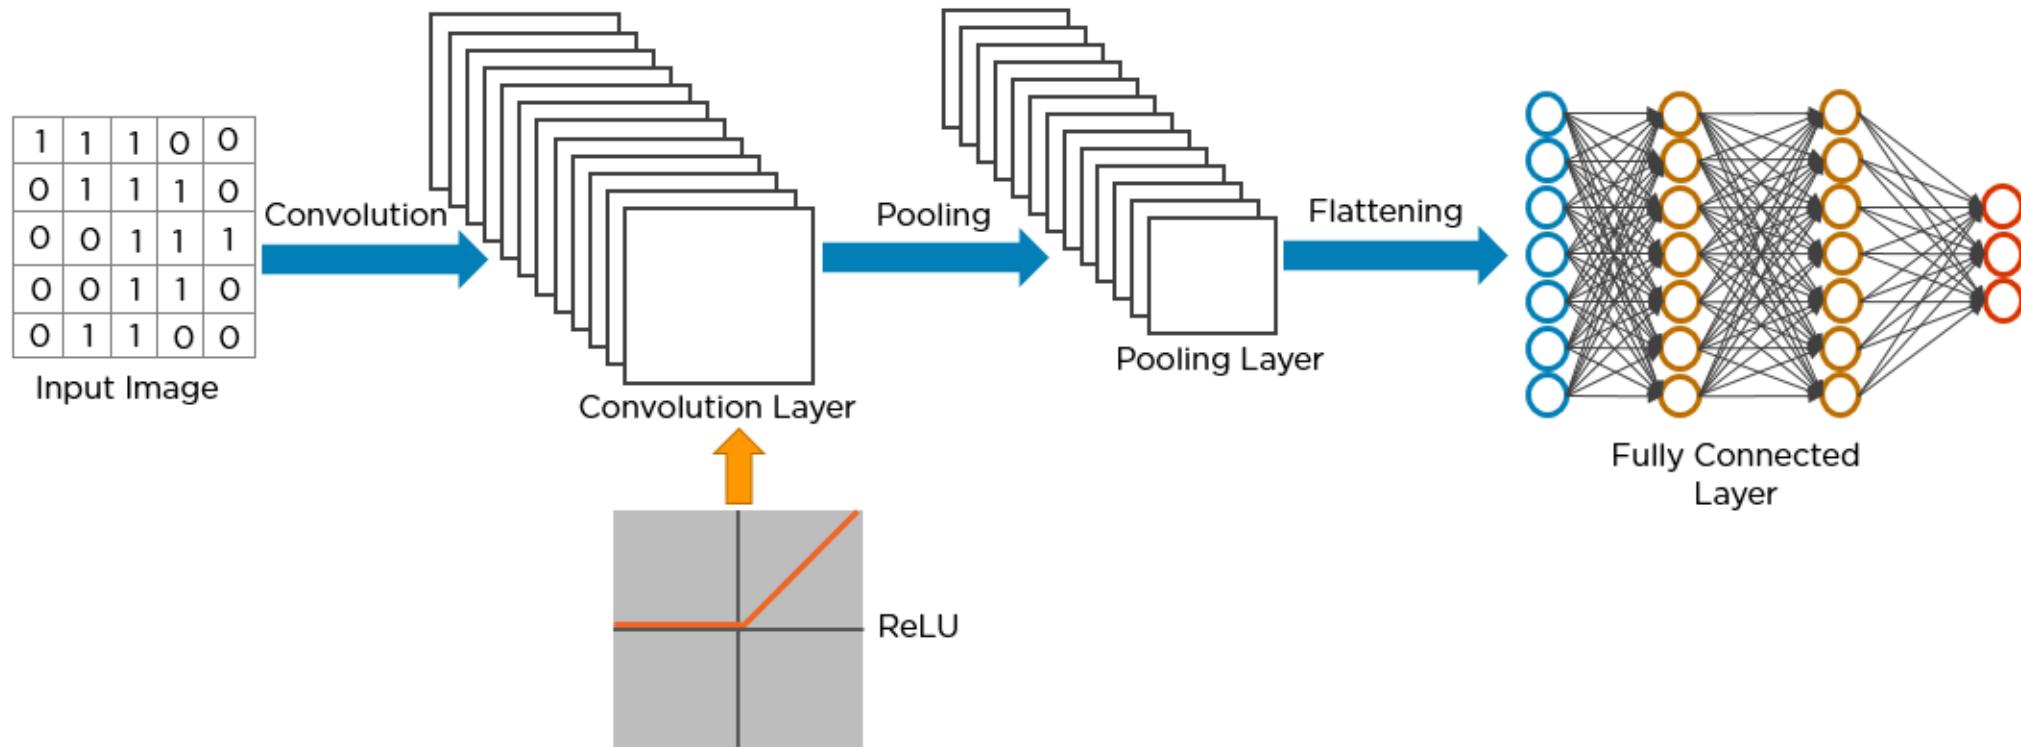 1 1 1 0 0
0 1 1 1 0
0 0 1 1 1
0 0 1 1 0
0 1 1 0 0
Input Image
Convolution
Convolution Layer
ReLU
Pooling
Pooling Layer
Flattening
Fully Connected
Layer